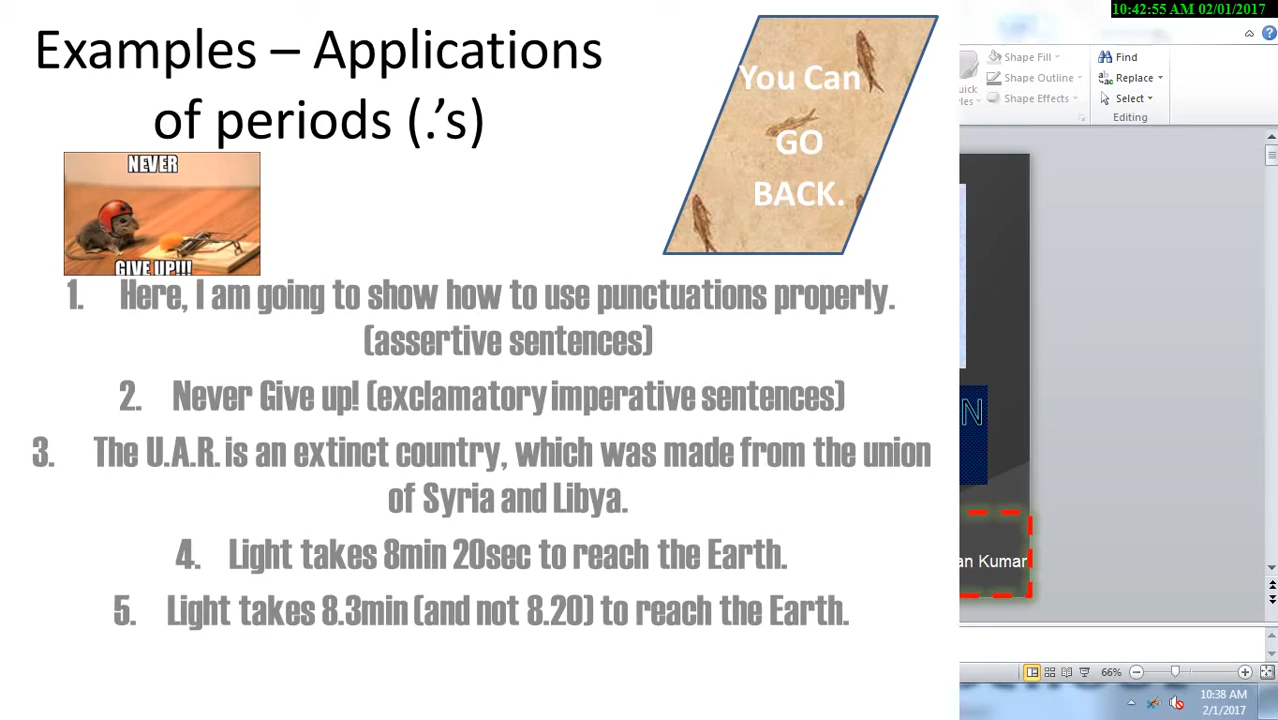 10:42:55 AM 02/01/2017
Examples – Applications
of periods (.’s)
You Can
GO
BACK.
NEVER
GIVE UP!!!
1. Here, I am going to show how to use punctuations properly.
(assertive sentences)
2. Never Give up! (exclamatory imperative sentences)
3. The U.A.R. is an extinct country, which was made from the union
of Syria and Libya.
4. Light takes 8min 20sec to reach the Earth.
5. Light takes 8.3min (and not 8.20) to reach the Earth.
Shape Fill
Shape Outline
Shape Effects
Find
Replace
Select
Editing
N
Kumar
66%
10:38 AM
2/1/2017